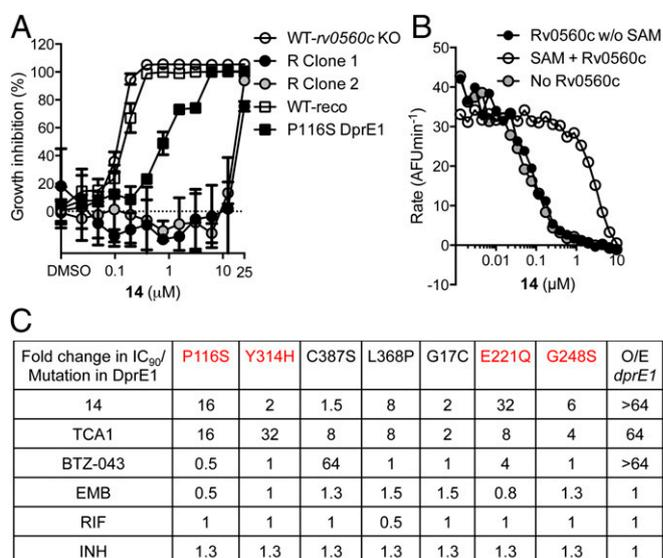 A
Growth inhibition (%)
120
100
80
60
40
20
0
DMSO
0.1
1
10
25
14 (μM)
WT-rv0560c KO
R Clone 1
R Clone 2
WT-reco
P116S DprE1
B
Rate (AFUmin-1)
50
40
30
20
10
0
-10
0.01
0.1
1
10
14 (μM)
Rv0560c w/o SAM
SAM + Rv0560c
No Rv0560c
C
Fold change in IC90/ Mutation in DprE1 P116S Y314H C387S L368P G17C E221Q G248S O/E dprE1
14 16 2 1.5 8 2 32 6 >64
TCA1 16 32 8 8 2 8 4 64
BTZ-043 0.5 1 64 1 1 4 1 >64
EMB 0.5 1 1.3 1.5 1.5 0.8 1.3 1
RIF 1 1 1 0.5 1 1 1 1
INH 1.3 1.3 1.3 1.3 1.3 1.3 1.3 1